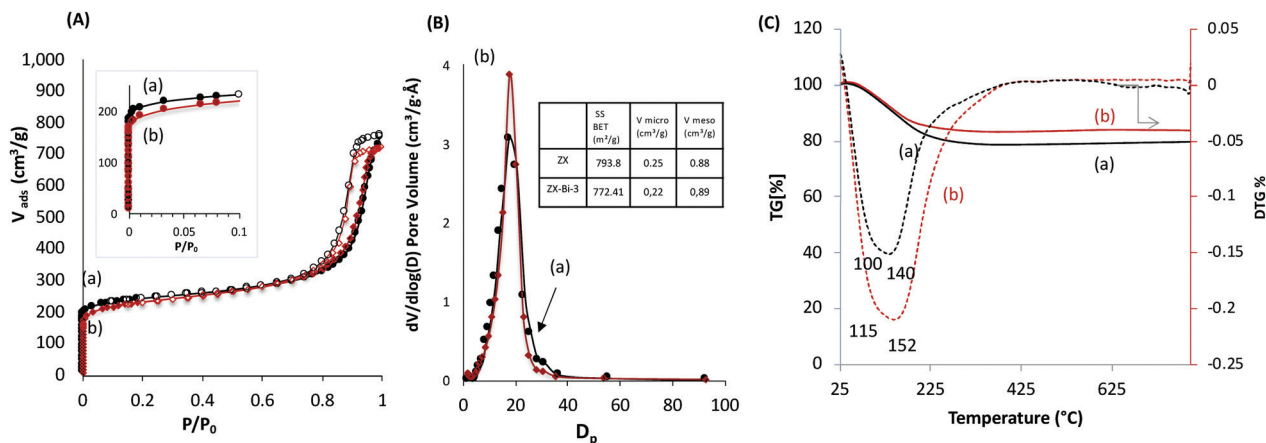 (A)
V ads (cm³/g)
1,000
900
800
700
600
500
400
300
200
100
0
(a)
(b)
0
0.2
0.4
0.6
0.8
1
P/P₀
200
100
0
(a)
(b)
0
0.05
0.1
P/P₀
(B)
(b)
dV/dlog(D) Pore Volume (cm³/g·Å)
4
3
2
1
0
SS BET (m²/g)
V micro (cm³/g)
V meso (cm³/g)
ZX 793.8 0.25 0.88
ZX-Bi-3 772.41 0,22 0,89
(a)
0
20
40
60
80
100
Dp
(C)
TG[%]
120
100
80
60
40
20
0
(b)
(a)
(a)
(b)
100
140
115
152
25
225
425
625
Temperature (°C)
0.05
0
-0.05
-0.1
-0.15
-0.2
-0.25
DTG %